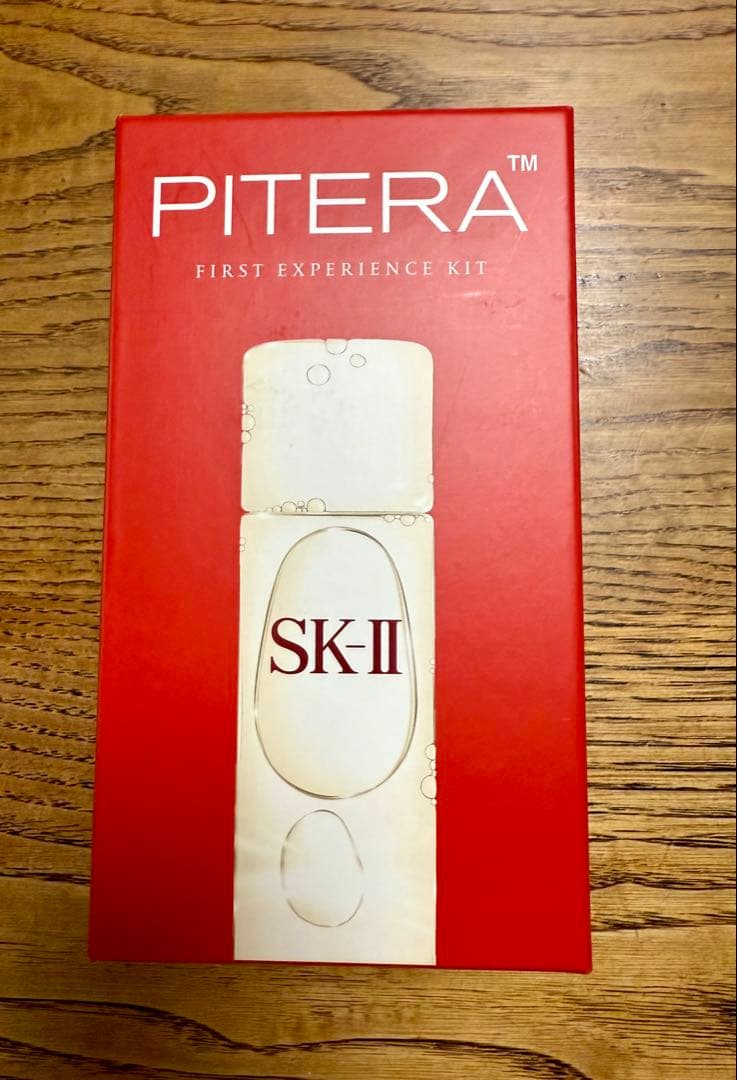 PITERA™
FIRST EXPERIENCE KIT
SK-II